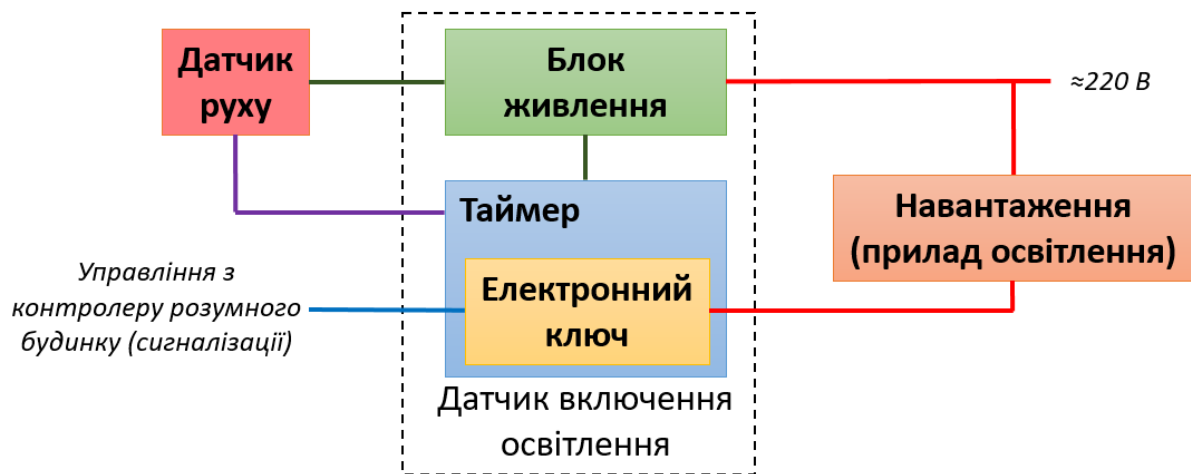 Датчик
руху
Блок
живлення
≈220 В
Таймер
Навантаження
(прилад освітлення)
Управління з
контролеру розумного
будинку (сигналізації)
Електронний
ключ
Датчик включення
освітлення